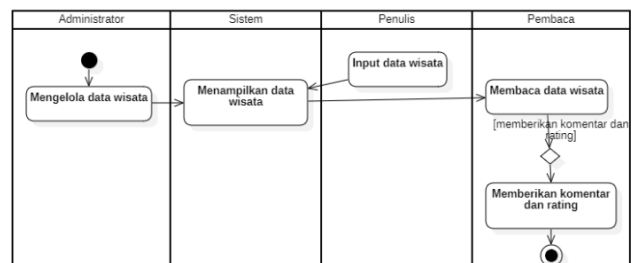 Administrator
Sistem
Penulis
Pembaca
Input data wisata
Mengelola data wisata
Menampilkan data
wisata
Membaca data wisata
[memberikan komentar dan
rating]
Memberikan komentar
dan rating